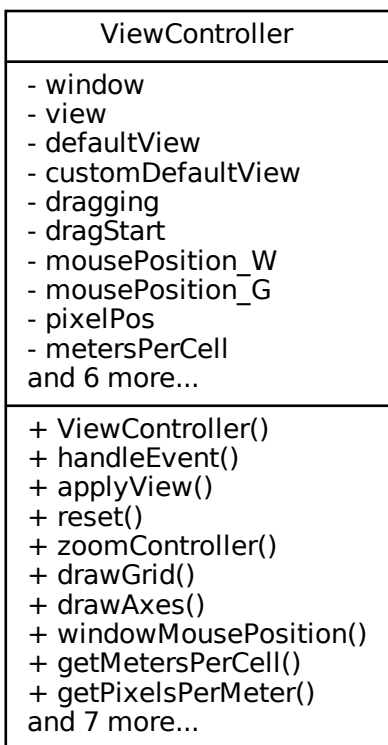 ViewController
- window
- view
- defaultView
- customDefaultView
- dragging
- dragStart
- mousePosition_W
- mousePosition_G
- pixelPos
- metersPerCell
and 6 more...
+ ViewController()
+ handleEvent()
+ applyView()
+ reset()
+ zoomController()
+ drawGrid()
+ drawAxes()
+ windowMousePosition()
+ getMetersPerCell()
+ getPixelsPerMeter()
and 7 more...